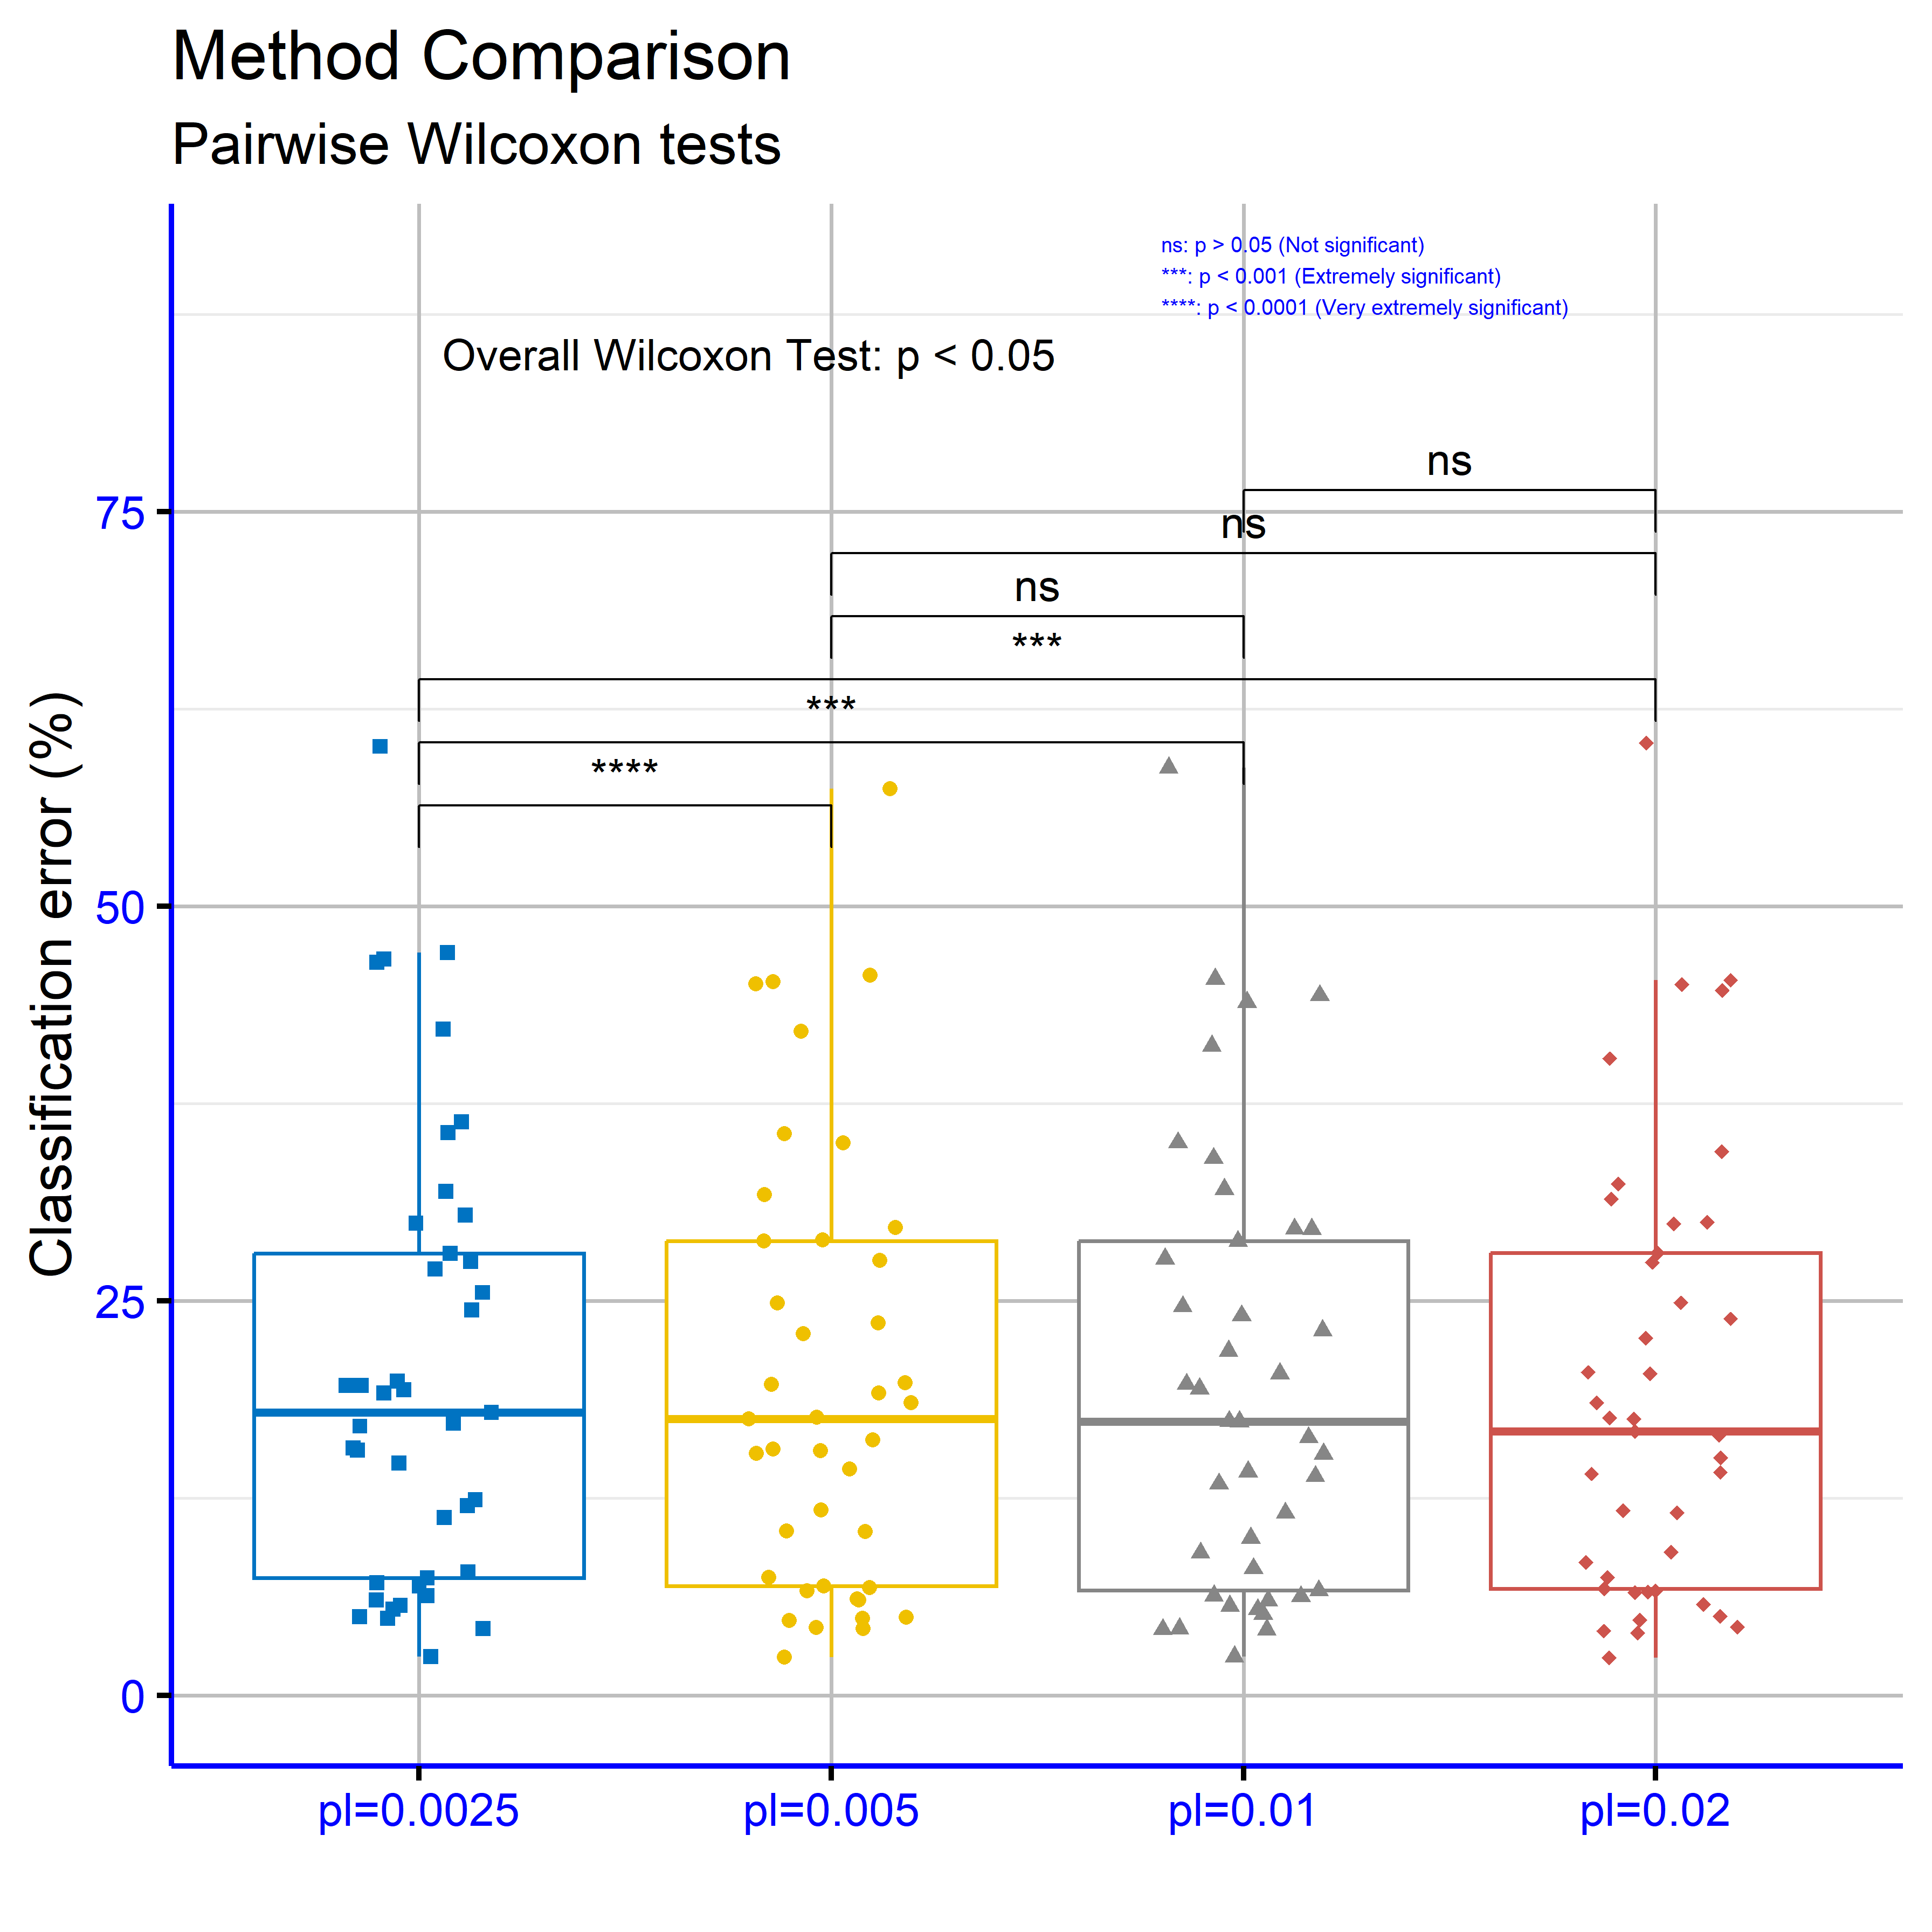 Method Comparison
Pairwise Wilcoxon tests
ns: p > 0.05 (Not significant)
***: p < 0.001 (Extremely significant)
****: p < 0.0001 (Very extremely significant)
Overall Wilcoxon Test: p < 0.05
ns
75
ns
ns
***
***
****
50
Classification error (%)
25
0
pl=0.0025 pl=0.005 pl=0.01 pl=0.02